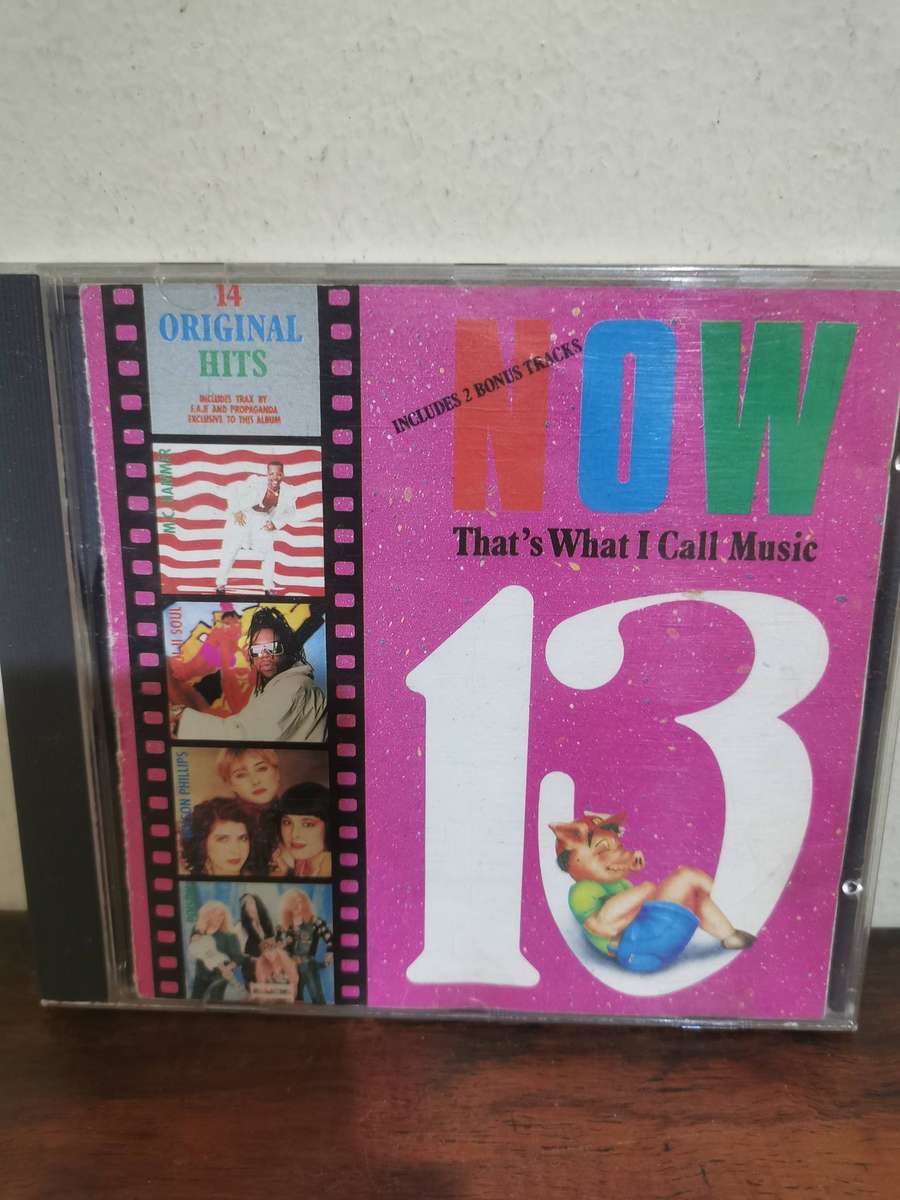 14
ORIGINAL
HITS
INCLUDES TRAX BY
E.A.F AND PROPAGANDA
EXCLUSIVE TO THIS ALBUM
M.C. HAMMER
SOUL
PHILLIPS
NOW
INCLUDES 2 BONUS TRACKS
That's What I Call Music
13